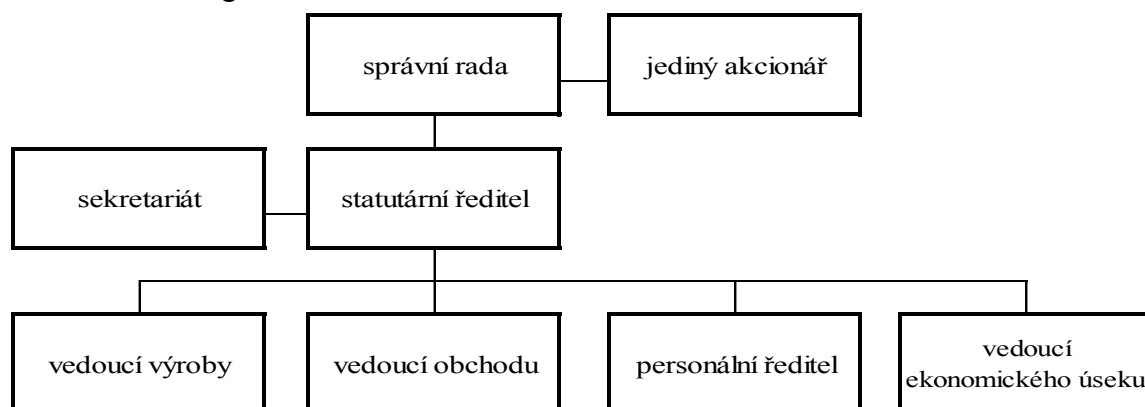 správní rada
jediný akcionář
sekretariát
statutární ředitel
vedoucí výroby
vedoucí obchodu
personální ředitel
vedoucí
ekonomického úseku